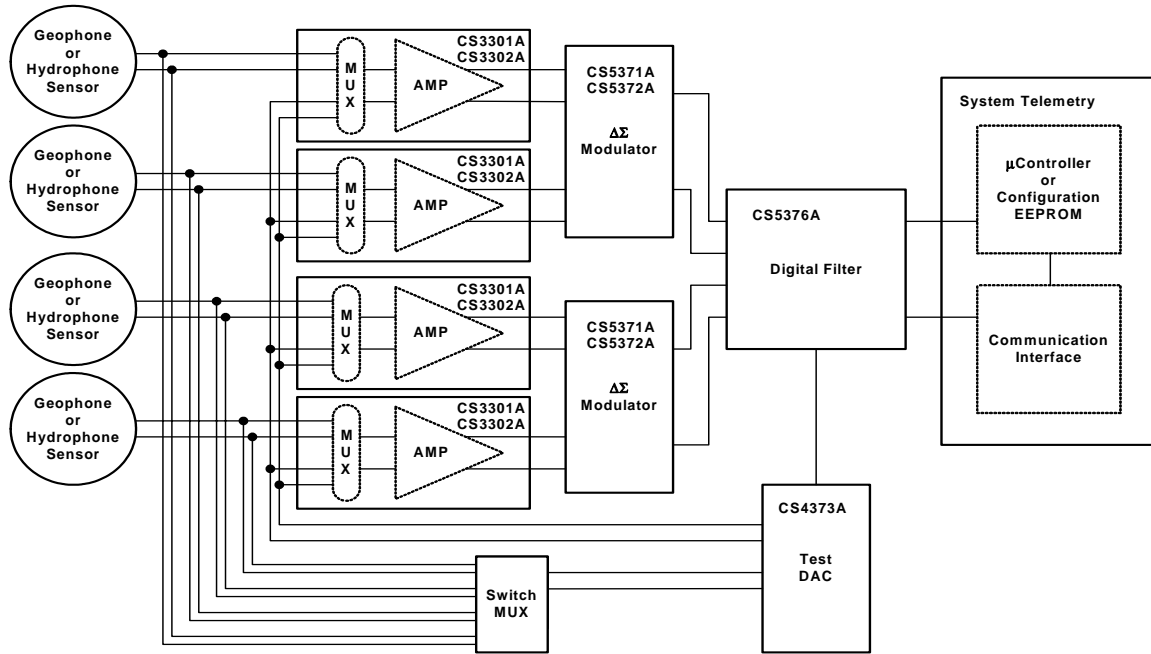 Geophone
or
Hydrophone
Sensor
Geophone
or
Hydrophone
Sensor
Geophone
or
Hydrophone
Sensor
Geophone
or
Hydrophone
Sensor
CS3301A
CS3302A
M
U
X
AMP
CS3301A
CS3302A
M
U
X
AMP
CS3301A
CS3302A
M
U
X
AMP
CS3301A
CS3302A
M
U
X
AMP
CS5371A
CS5372A
ΔΣ
Modulator
CS5371A
CS5372A
ΔΣ
Modulator
Switch
MUX
CS5376A
Digital Filter
CS4373A
Test
DAC
System Telemetry
μController
or
Configuration
EEPROM
Communication
Interface